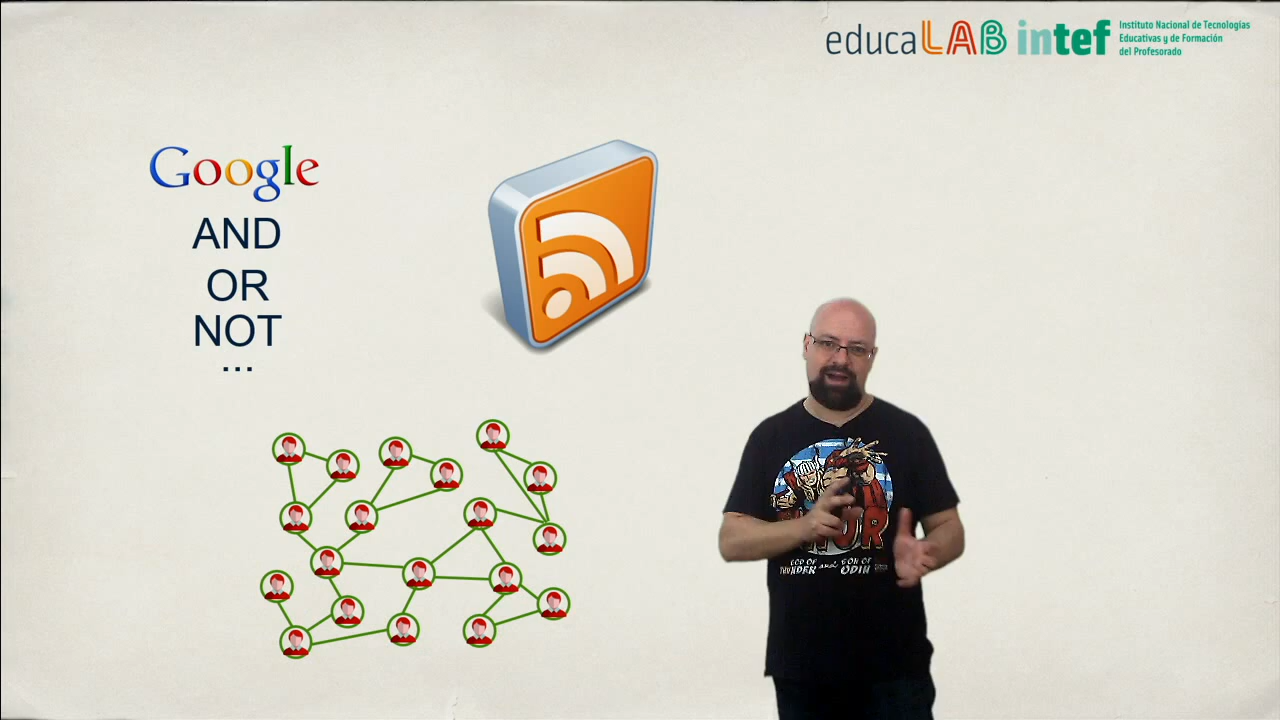 educaLAB intef Instituto Nacional de Tecnologías
Educativas y de Formación
del Profesorado
Google
AND
OR
NOT
...
GOD OF THUNDER and SON OF ODIN